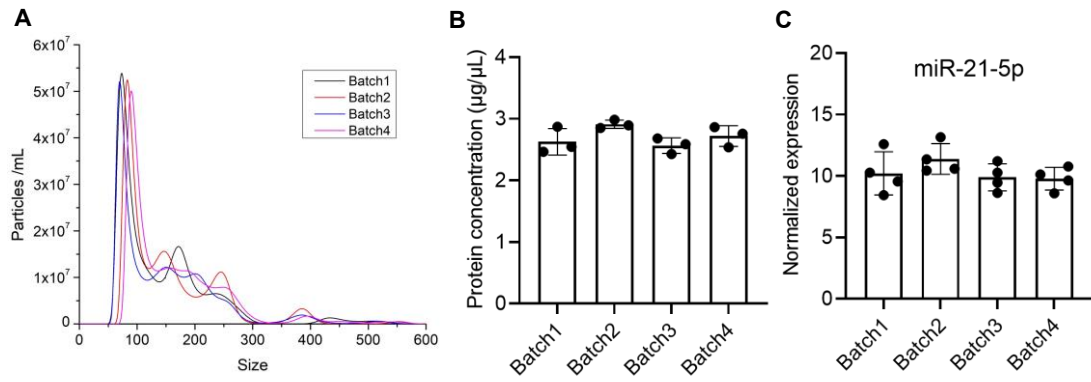 A
Particles /mL
6x10⁷
5x10⁷
4x10⁷
3x10⁷
2x10⁷
1x10⁷
0
0 100 200 300 400 500 600
Size
Batch1
Batch2
Batch3
Batch4
B
Protein concentration (µg/µL)
4
3
2
1
0
Batch1 Batch2 Batch3 Batch4
C
miR-21-5p
Normalized expression
20
15
10
5
0
Batch1 Batch2 Batch3 Batch4